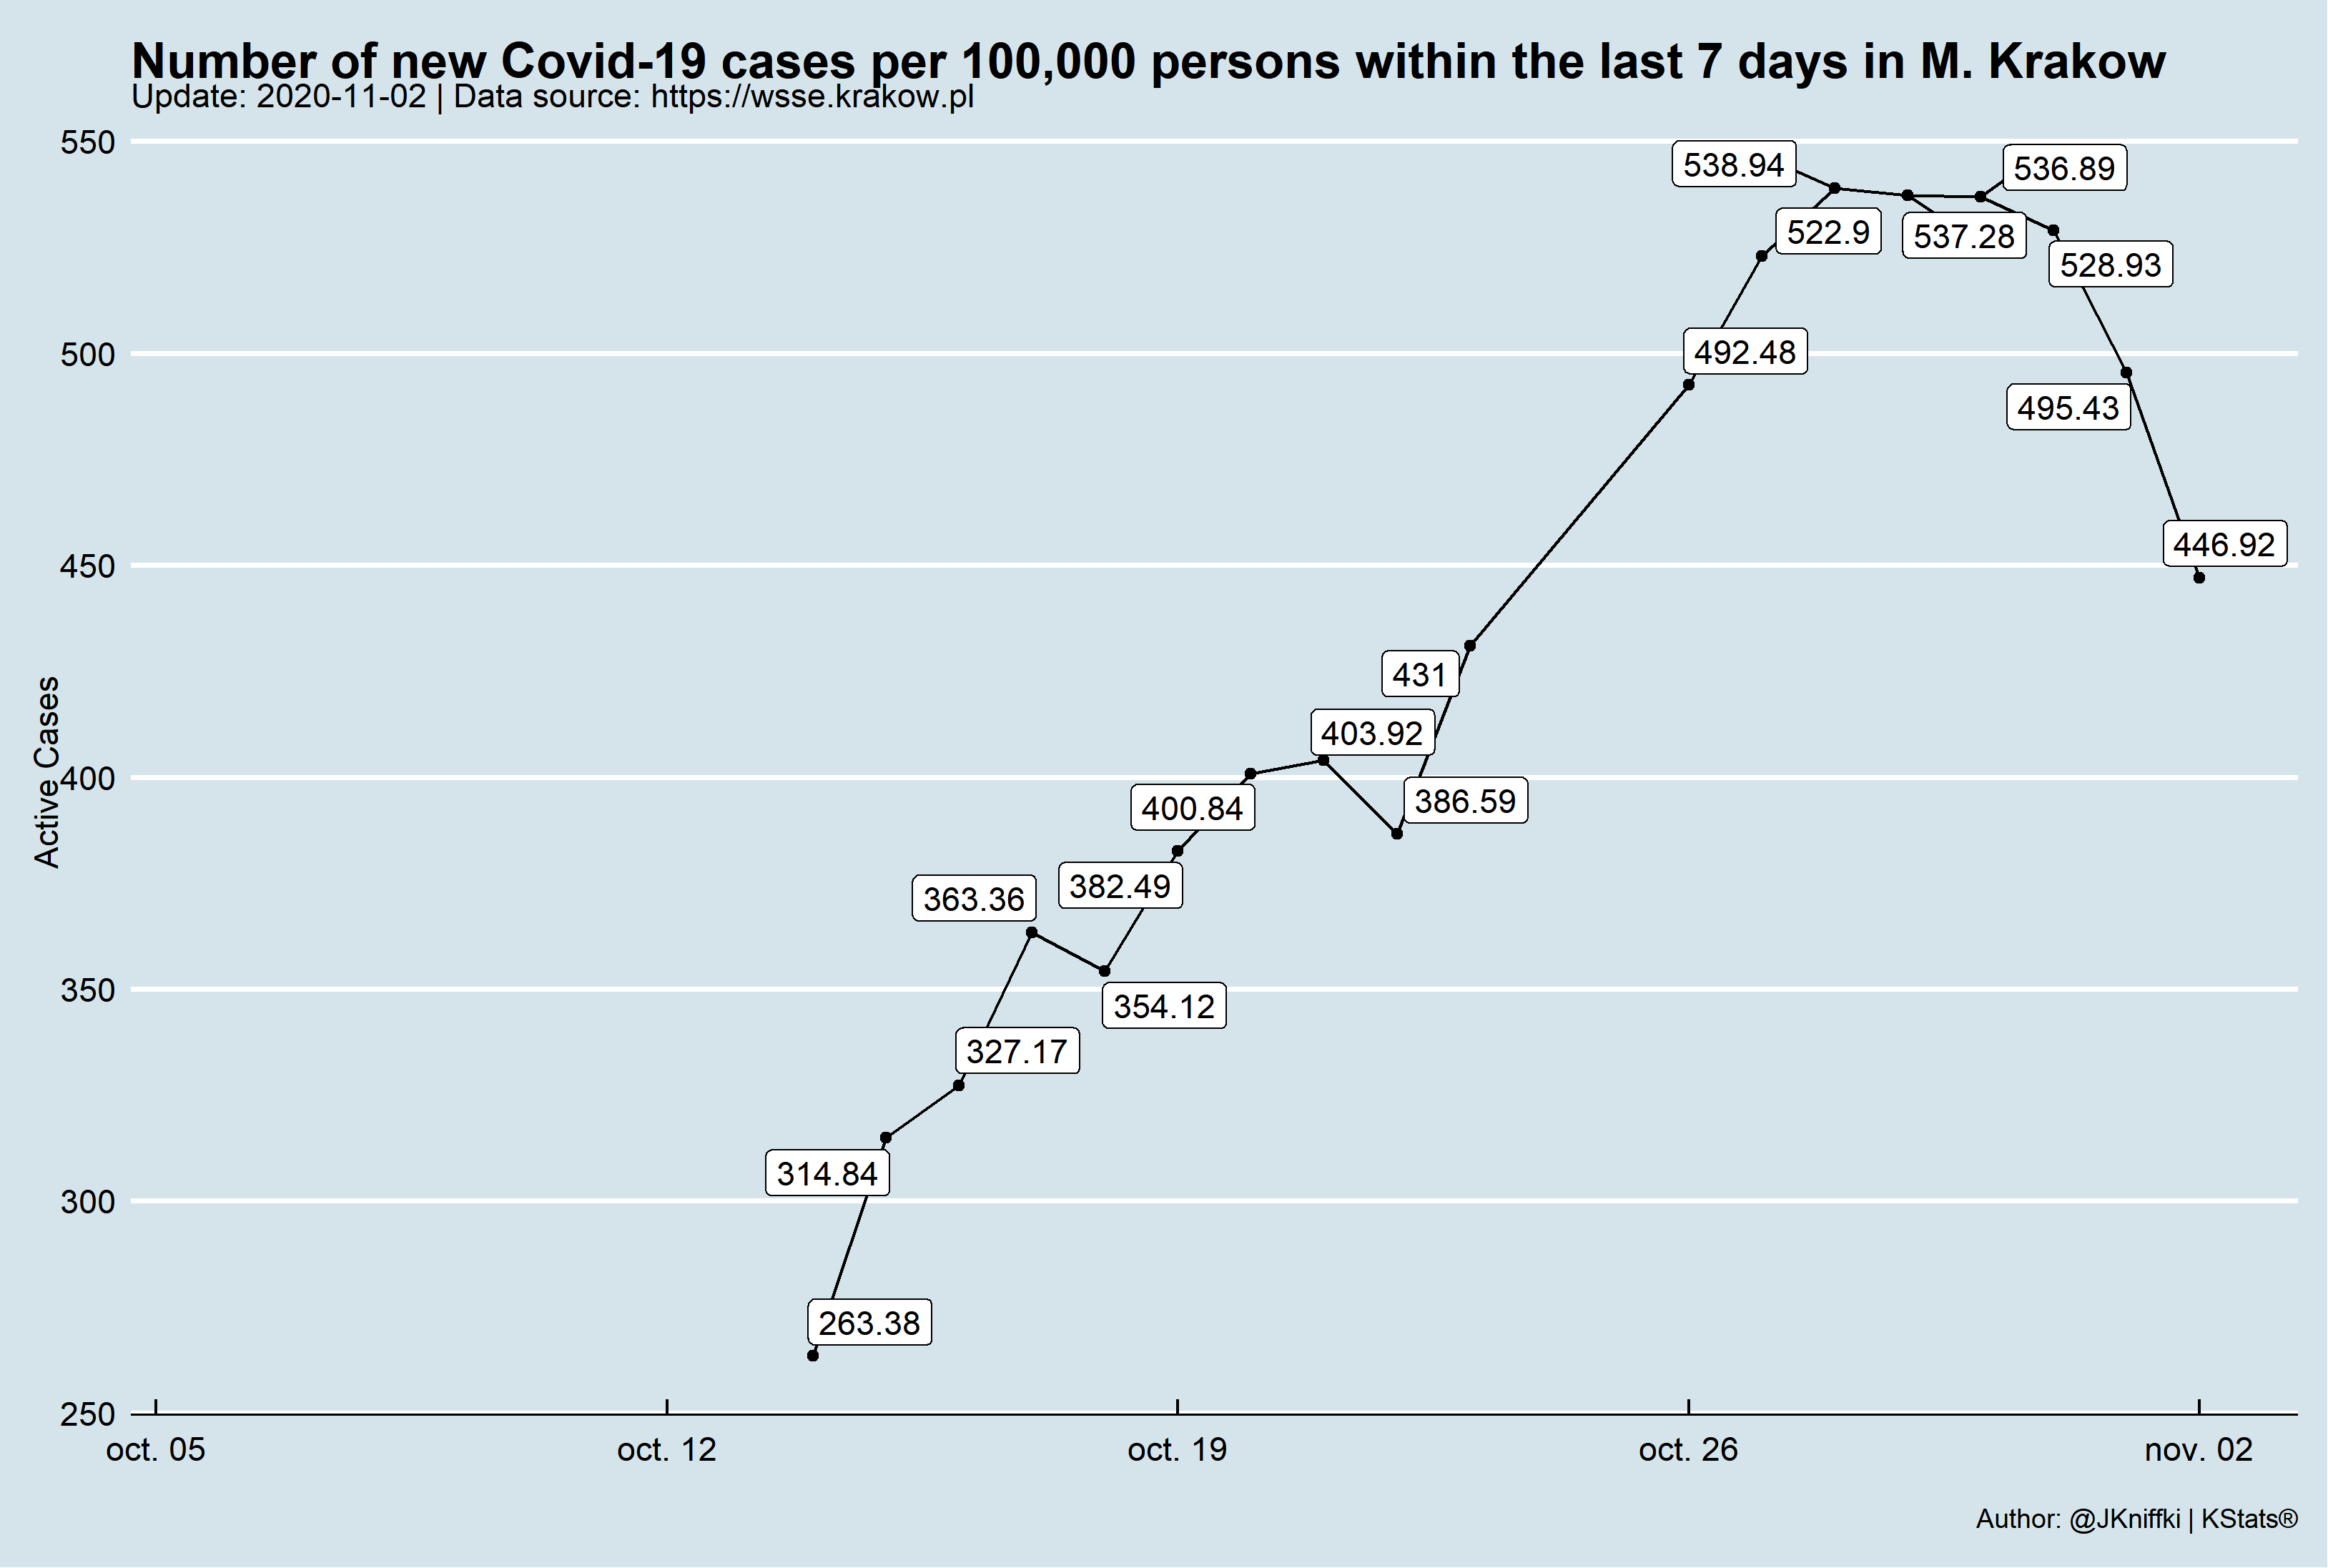 Number of new Covid-19 cases per 100,000 persons within the last 7 days in M. Krakow
Update: 2020-11-02 | Data source: https://wsse.krakow.pl
Active Cases
550
500
450
400
350
300
250
263.38
314.84
327.17
363.36
354.12
382.49
400.84
403.92
386.59
431
492.48
522.9
538.94
537.28
536.89
528.93
495.43
446.92
oct. 05
oct. 12
oct. 19
oct. 26
nov. 02
Author: @JKniffki | KStats®